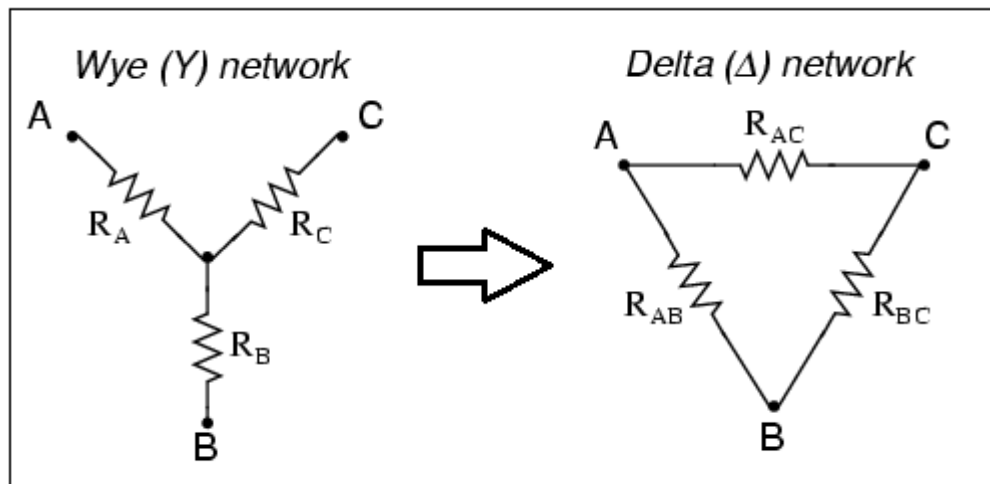 Wye (Y) network
A
C
R_A
R_C
R_B
B
Delta (Δ) network
A
R_AC
C
R_AB
R_BC
B